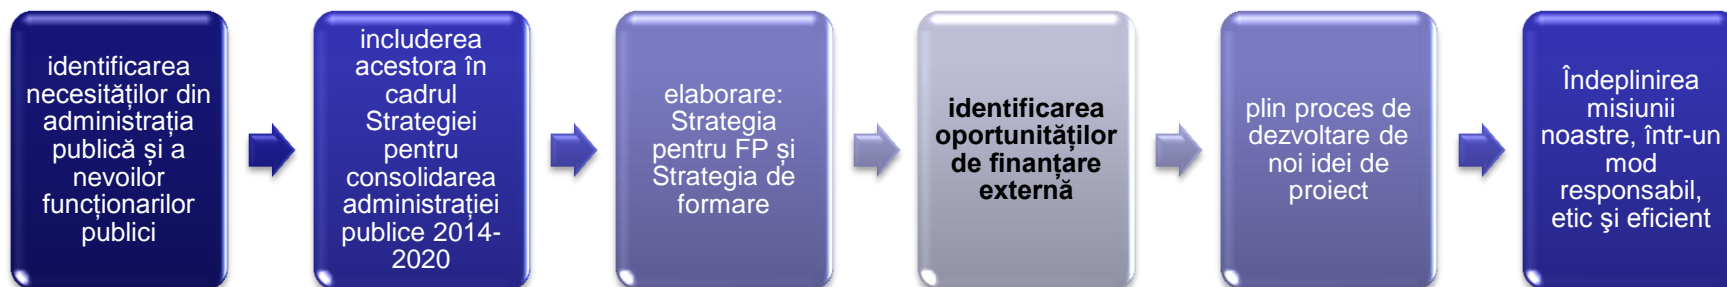 identificarea
necesităților din
administrația
publică și a
nevoilor
funcționarilor
publici
includerea
acestora în
cadrul
Strategiei
pentru
consolidarea
administrației
publice 2014-
2020
elaborare:
Strategia
pentru FP și
Strategia de
formare
identificarea
oportunităților
de finanțare
externă
plin proces de
dezvoltare de
noi idei de
proiect
Îndeplinirea
misiunii
noastre, într-un
mod
responsabil,
etic şi eficient